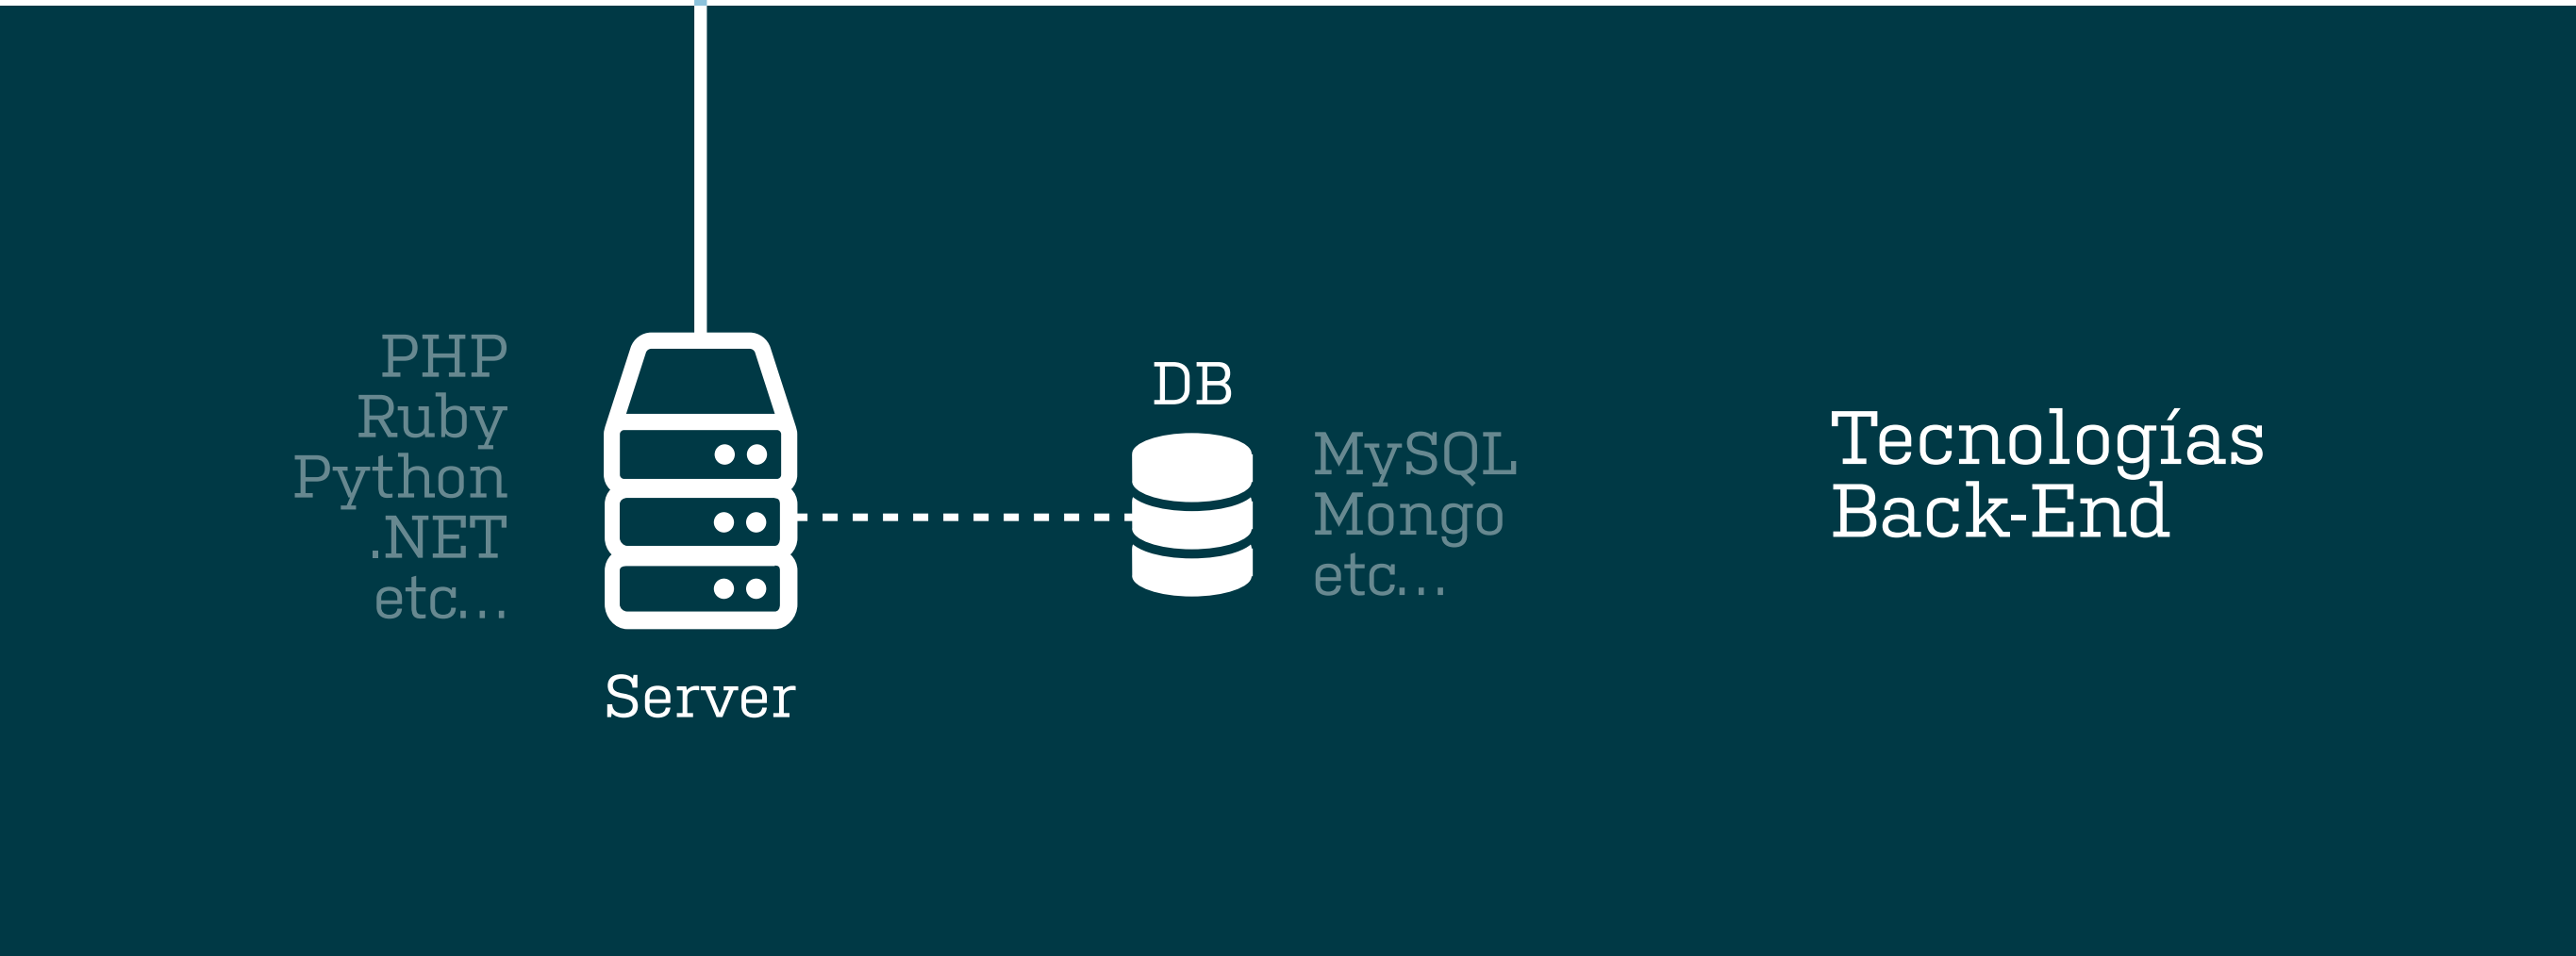 PHP
Ruby
Python
.NET
etc...
Server
DB
MySQL
Mongo
etc...
Tecnologías
Back-End